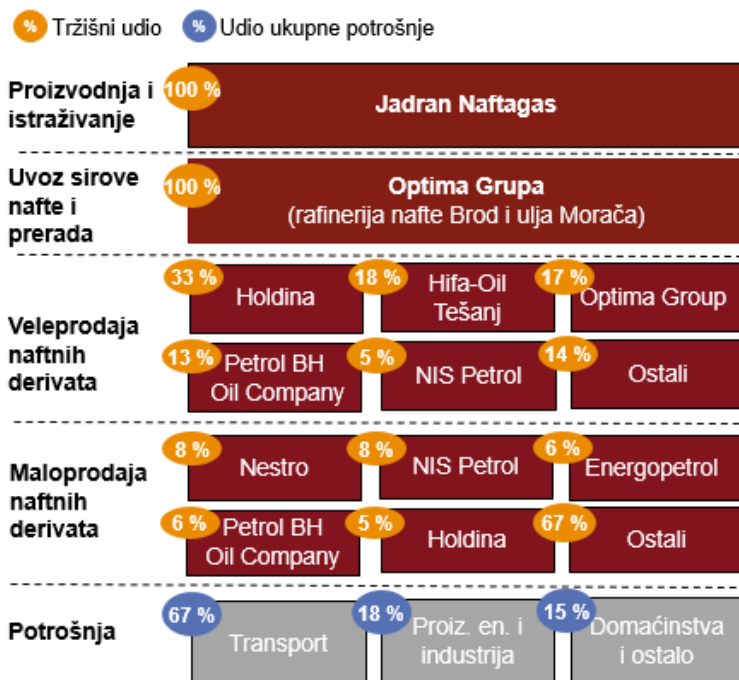 % Tržišni udio % Udio ukupne potrošnje
Proizvodnja i
istraživanje
100 %
Jadran Naftagas
Uvoz sirove
nafte i
prerada
100 %
Optima Grupa
(rafinerija nafte Brod i ulja Morača)
Veleprodaja
naftnih
derivata
33 %
Holdina
18 %
Hifa-Oil
Tešanj
17 %
Optima Group
13 %
Petrol BH
Oil Company
5 %
NIS Petrol
14 %
Ostali
Maloprodaja
naftnih
derivata
8 %
Nestro
8 %
NIS Petrol
6 %
Energopetrol
6 %
Petrol BH
Oil Company
5 %
Holdina
67 %
Ostali
Potrošnja
67 %
Transport
18 %
Proiz. en. i
industrija
15 %
Domaćinstva
i ostalo